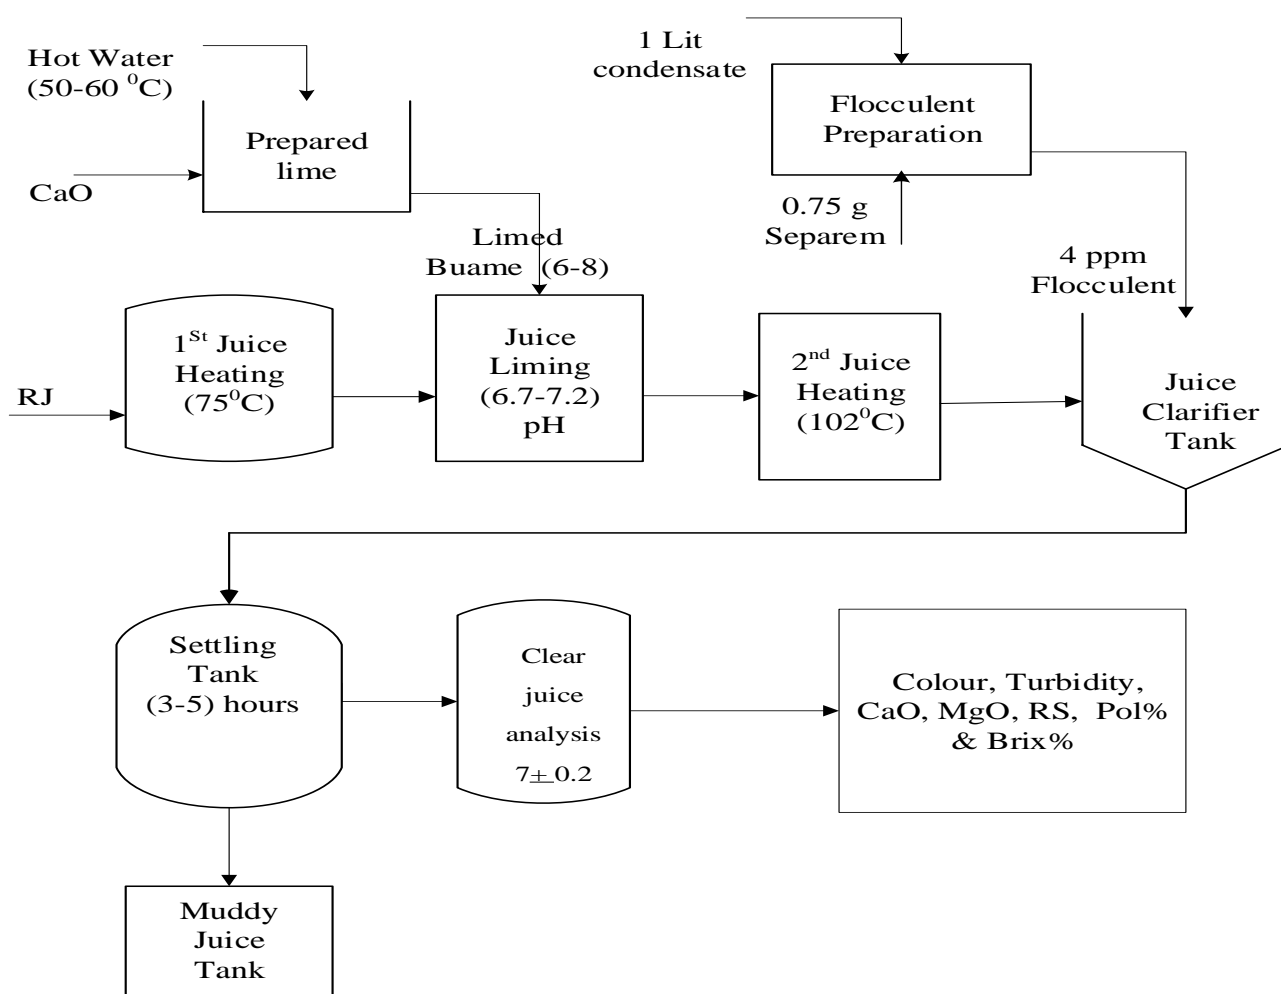 Hot Water
(50-60 ⁰C)
CaO
Prepared
lime
1 Lit
condensate
Flocculent
Preparation
0.75 g
Separem
Limed
Buame (6-8)
4 ppm
Flocculent
RJ
1St Juice
Heating
(75⁰C)
Juice
Liming
(6.7-7.2)
pH
2nd Juice
Heating
(102⁰C)
Juice
Clarifier
Tank
Settling
Tank
(3-5) hours
Clear
juice
analysis
7±0.2
Colour, Turbidity,
CaO, MgO, RS, Pol%
& Brix%
Muddy
Juice
Tank